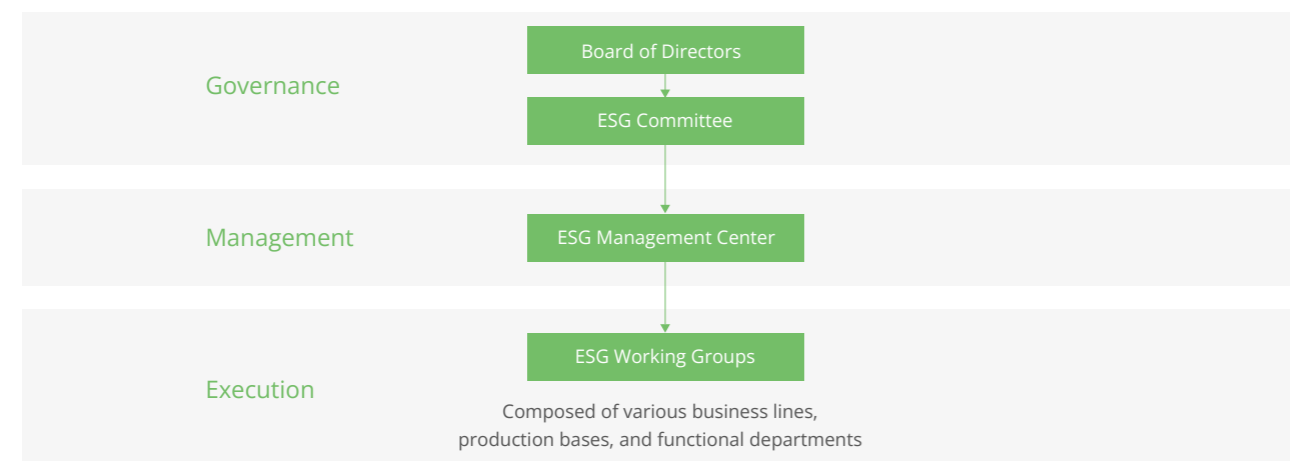 Governance
Board of Directors
ESG Committee
Management
ESG Management Center
Execution
ESG Working Groups
Composed of various business lines,
production bases, and functional departments